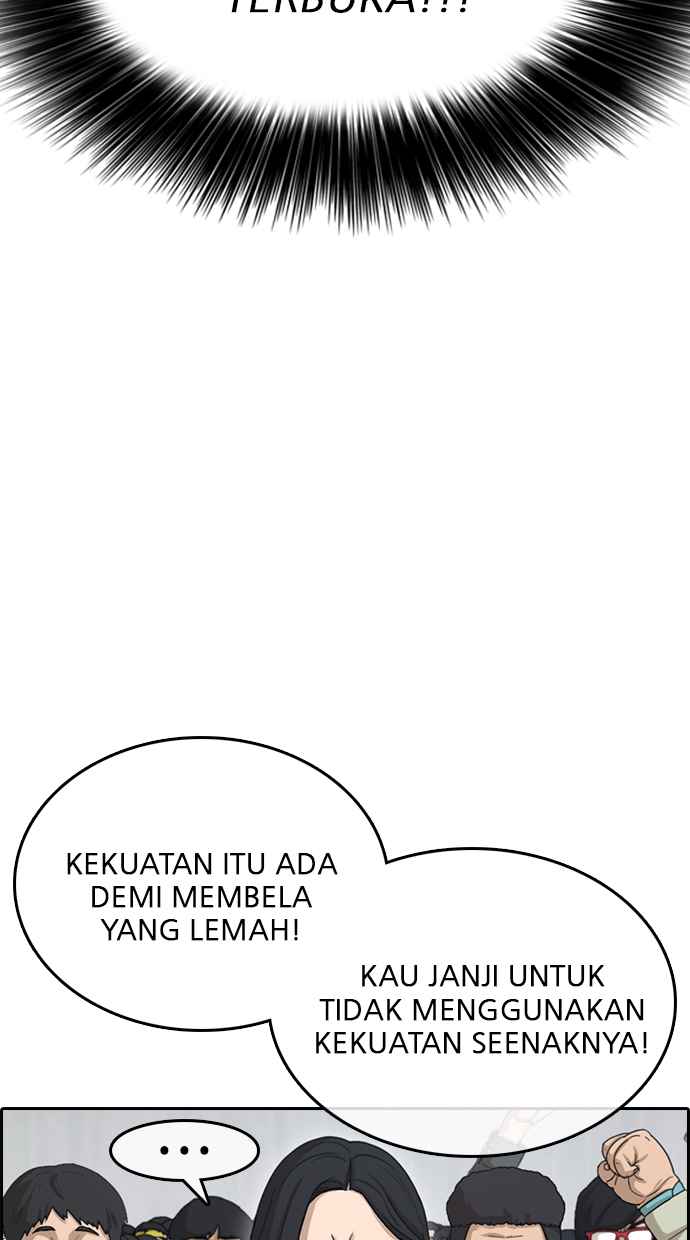 TERBUKA!!!
KEKUATAN ITU ADA
DEMI MEMBELA
YANG LEMAH!
KAU JANJI UNTUK
TIDAK MENGGUNAKAN
KEKUATAN SEENAKNYA!
...